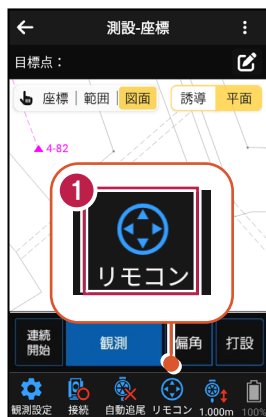 測設-座標
目標点：
座標 | 範囲 | 図面
誘導 平面
▲ 4-82
1
リモコン
連続
開始
観測
偏角
打設
観測設定 接続 自動追尾 リモコン 1.000m 100%